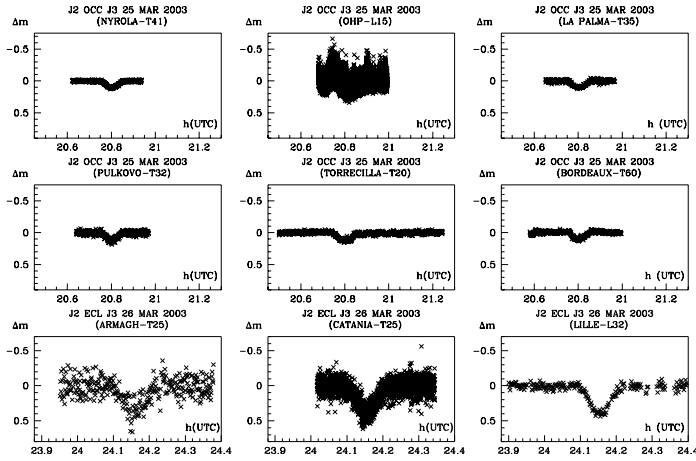 J2 OCC J3 25 MAR 2003
(NYROLA-T41)
Δm
-0.5
0
0.5
h(UTC)
20.6 20.8 21 21.2
J2 OCC J3 25 MAR 2003
(OHP-L15)
Δm
-0.5
0
0.5
h(UTC)
20.6 20.8 21 21.2
J2 OCC J3 25 MAR 2003
(LA PALMA-T35)
Δm
-0.5
0
0.5
h (UTC)
20.6 20.8 21 21.2
J2 OCC J3 25 MAR 2003
(PULKOVO-T32)
Δm
-0.5
0
0.5
h(UTC)
20.6 20.8 21 21.2
J2 OCC J3 25 MAR 2003
(TORRECILLA-T20)
Δm
-0.5
0
0.5
h(UTC)
20.6 20.8 21 21.2
J2 OCC J3 25 MAR 2003
(BORDEAUX-T60)
Δm
-0.5
0
0.5
h (UTC)
20.6 20.8 21 21.2
J2 ECL J3 26 MAR 2003
(ARMAGH-T25)
Δm
-0.5
0
0.5
h(UTC)
23.9 24 24.1 24.2 24.3 24.4
J2 ECL J3 26 MAR 2003
(CATANIA-T25)
Δm
-0.5
0
0.5
h(UTC)
23.9 24 24.1 24.2 24.3 24.4
J2 ECL J3 26 MAR 2003
(LILLE-L32)
Δm
-0.5
0
0.5
h(UTC)
23.9 24 24.1 24.2 24.3 24.4